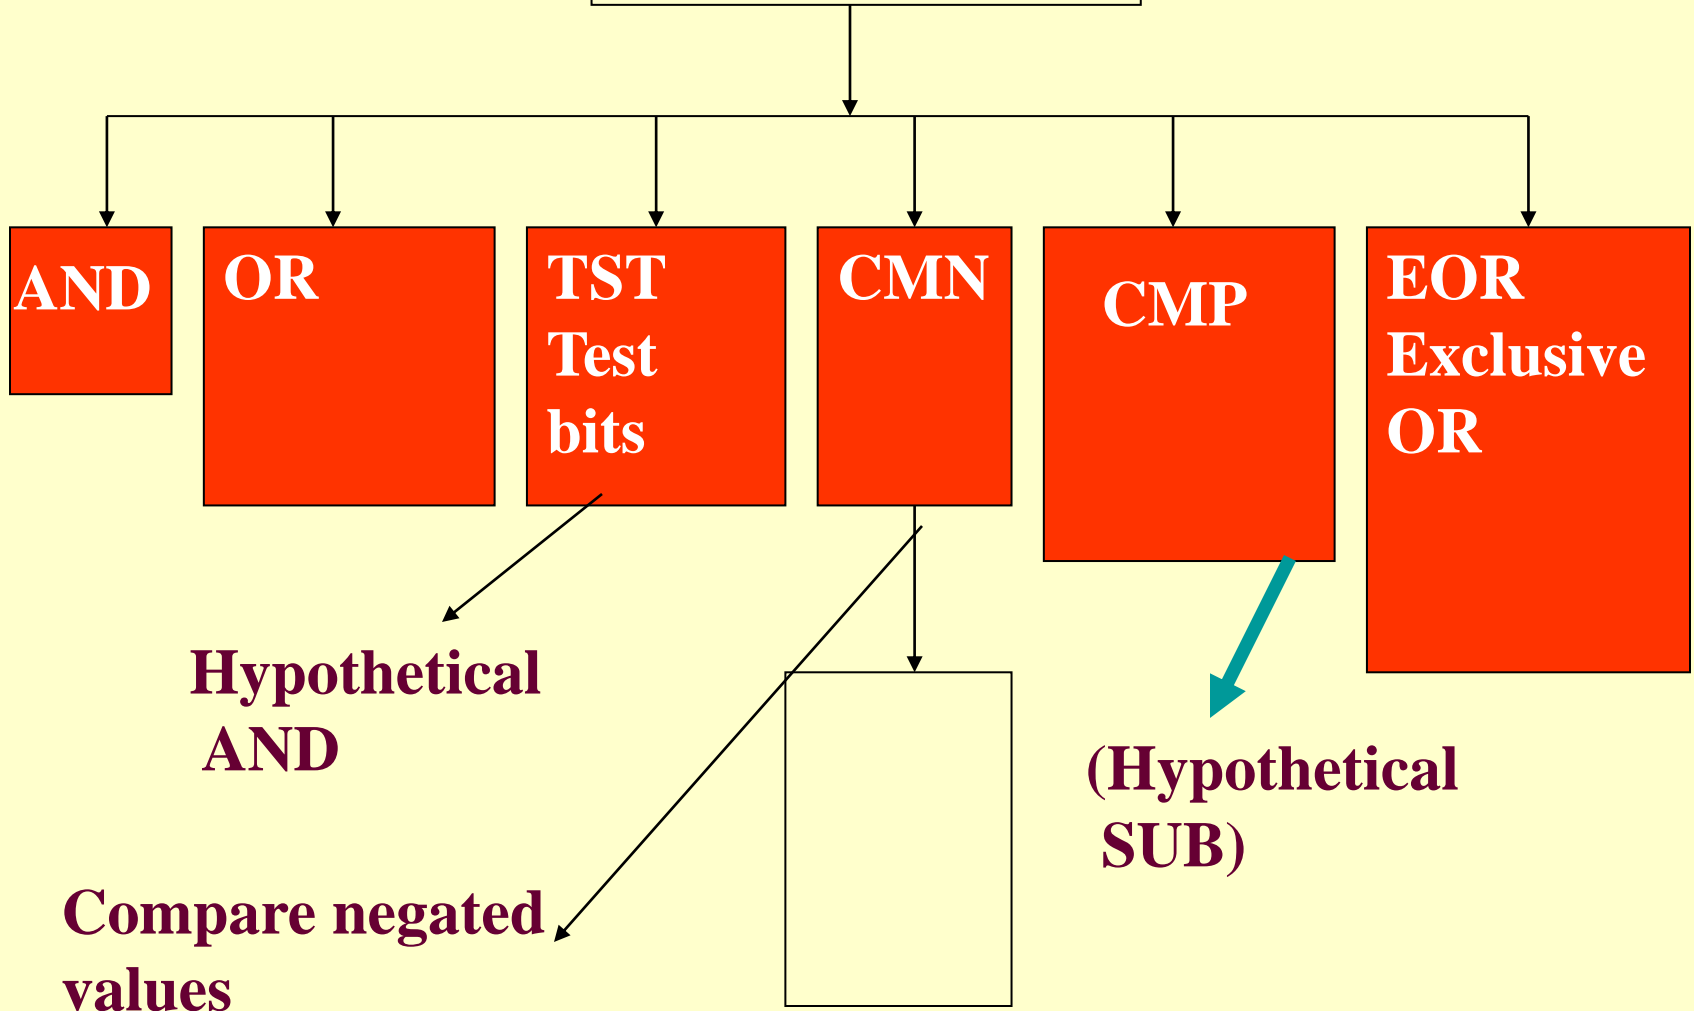 AND
OR
TST
Test
bits
CMN
CMP
EOR
Exclusive
OR
Hypothetical
AND
(Hypothetical
SUB)
Compare negated
values